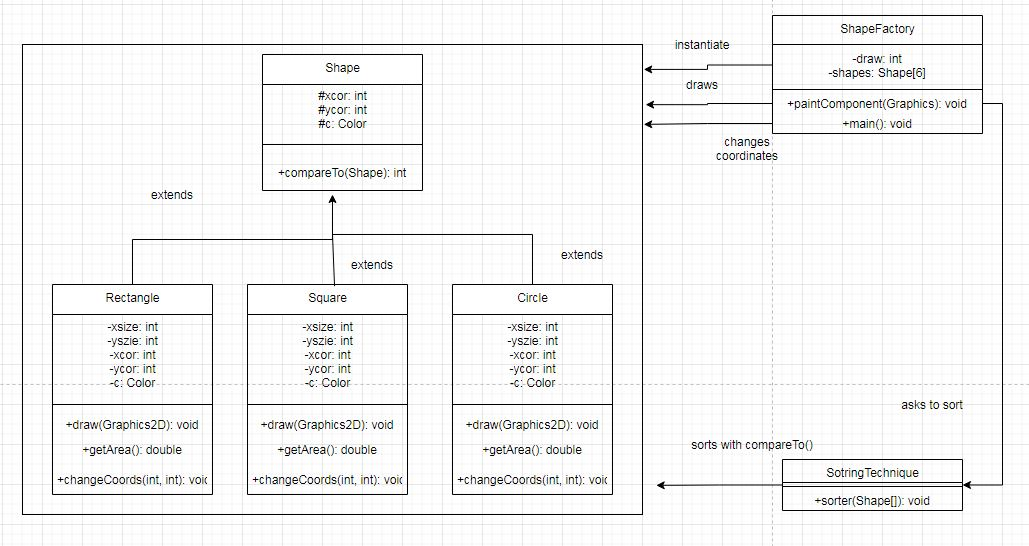 ShapeFactory
-draw: int
-shapes: Shape[6]
+paintComponent(Graphics): void
+main(): void
instantiate
draws
changes
coordinates
Shape
#xcor: int
#ycor: int
#c: Color
+compareTo(Shape): int
extends
extends
extends
Rectangle
-xsize: int
-yszie: int
-xcor: int
-ycor: int
-c: Color
+draw(Graphics2D): void
+getArea(): double
+changeCoords(int, int): void
Square
-xsize: int
-yszie: int
-xcor: int
-ycor: int
-c: Color
+draw(Graphics2D): void
+getArea(): double
+changeCoords(int, int): void
Circle
-xsize: int
-yszie: int
-xcor: int
-ycor: int
-c: Color
+draw(Graphics2D): void
+getArea(): double
+changeCoords(int, int): void
asks to sort
sorts with compareTo()
SotringTechnique
+sorter(Shape[]): void